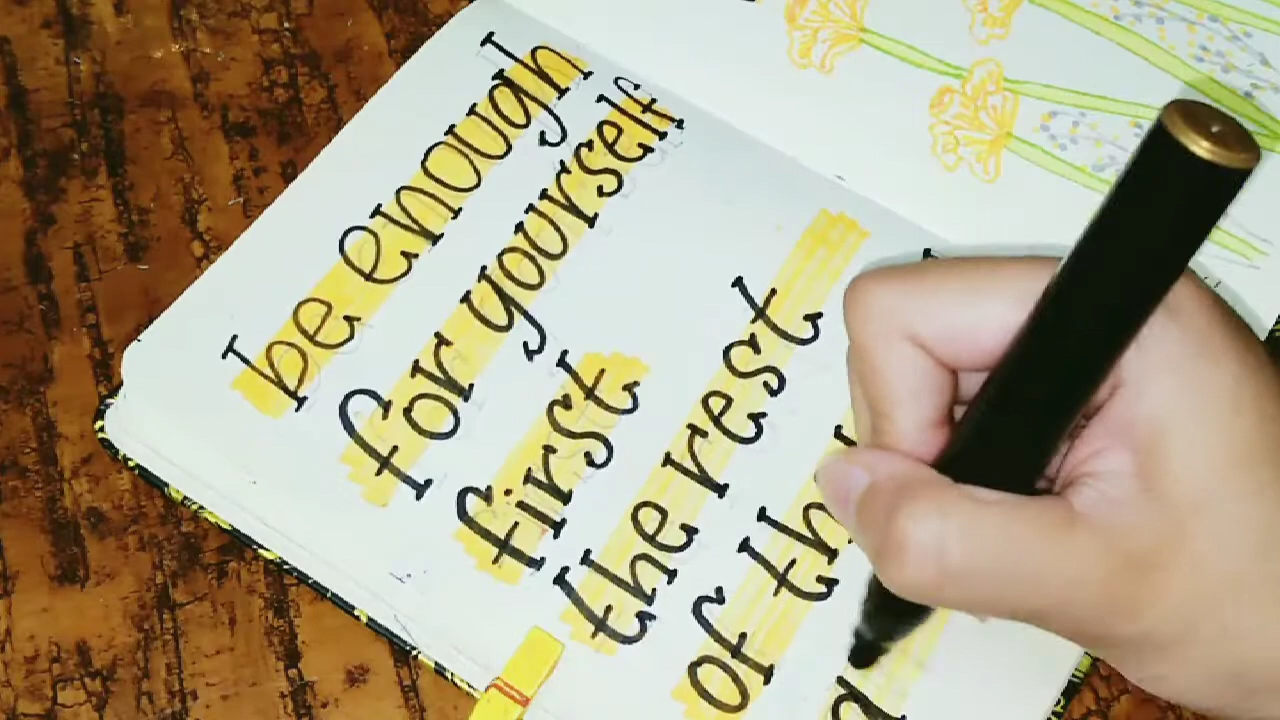 be enough
for yourself
first
the rest
of th